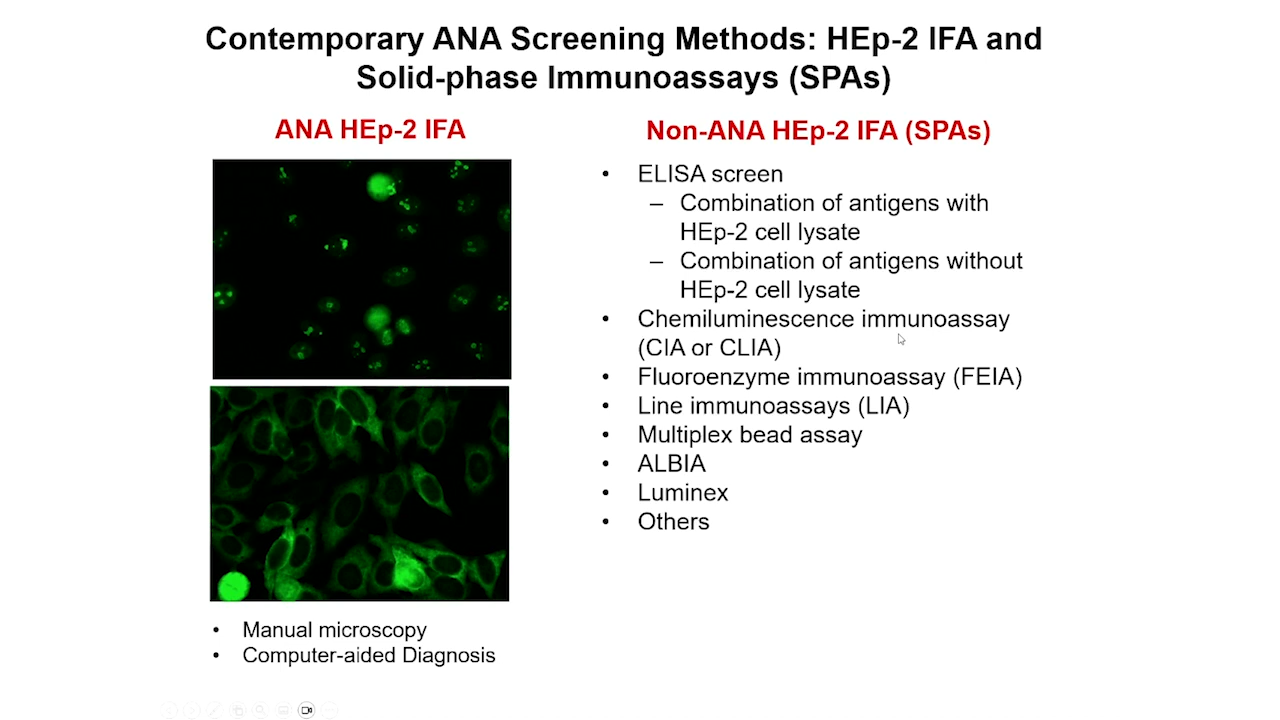 Contemporary ANA Screening Methods: HEp-2 IFA and
Solid-phase Immunoassays (SPAs)
ANA HEp-2 IFA
Manual microscopy
Computer-aided Diagnosis
Non-ANA HEp-2 IFA (SPAs)
• ELISA screen
– Combination of antigens with
HEp-2 cell lysate
– Combination of antigens without
HEp-2 cell lysate
• Chemiluminescence immunoassay
(CIA or CLIA)
• Fluoroenzyme immunoassay (FEIA)
• Line immunoassays (LIA)
• Multiplex bead assay
• ALBIA
• Luminex
• Others